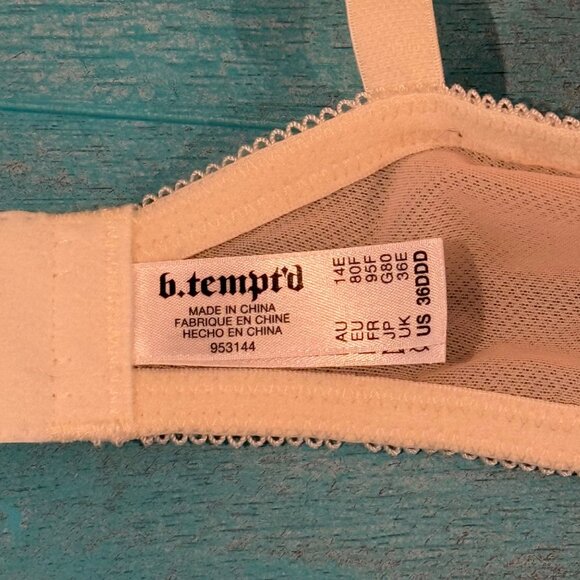 b.tempt'd
MADE IN CHINA
FABRIQUE EN CHINE
HECHO EN CHINA
953144
AU 14E
EU 80F
FR 95F
JP G80
UK 36E
US 36DDD